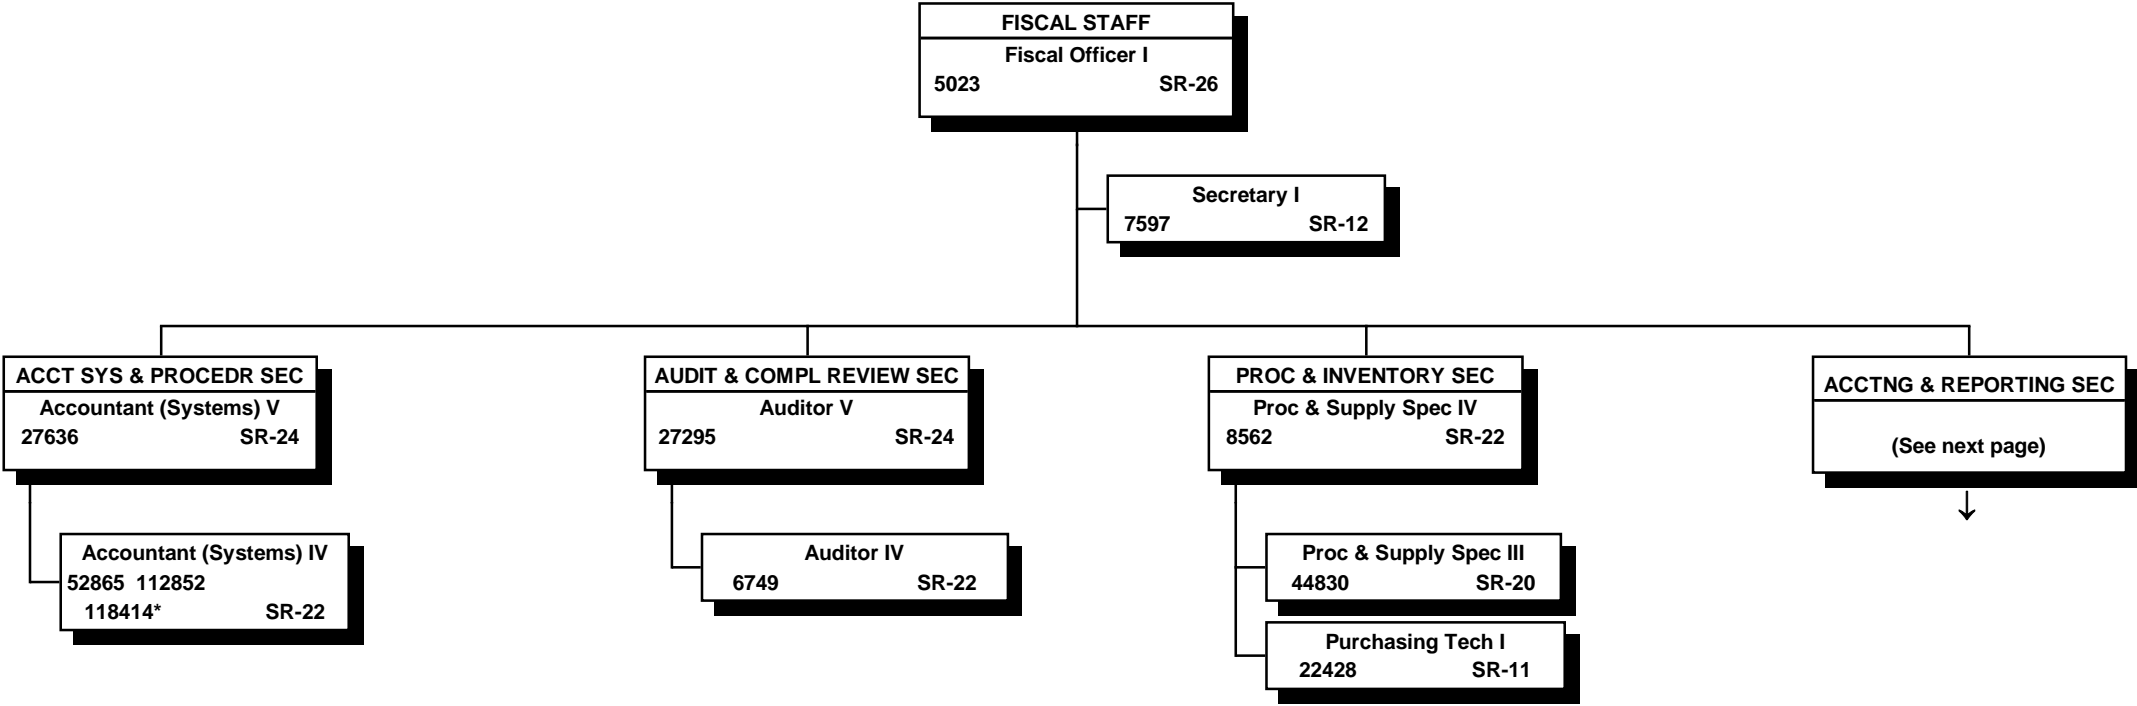 FISCAL STAFF
Fiscal Officer I
5023 SR-26
Secretary I
7597 SR-12
ACCT SYS & PROCEDR SEC
Accountant (Systems) V
27636 SR-24
Accountant (Systems) IV
52865 112852
118414* SR-22
AUDIT & COMPL REVIEW SEC
Auditor V
27295 SR-24
Auditor IV
6749 SR-22
PROC & INVENTORY SEC
Proc & Supply Spec IV
8562 SR-22
Proc & Supply Spec III
44830 SR-20
Purchasing Tech I
22428 SR-11
ACCTNG & REPORTING SEC
(See next page)